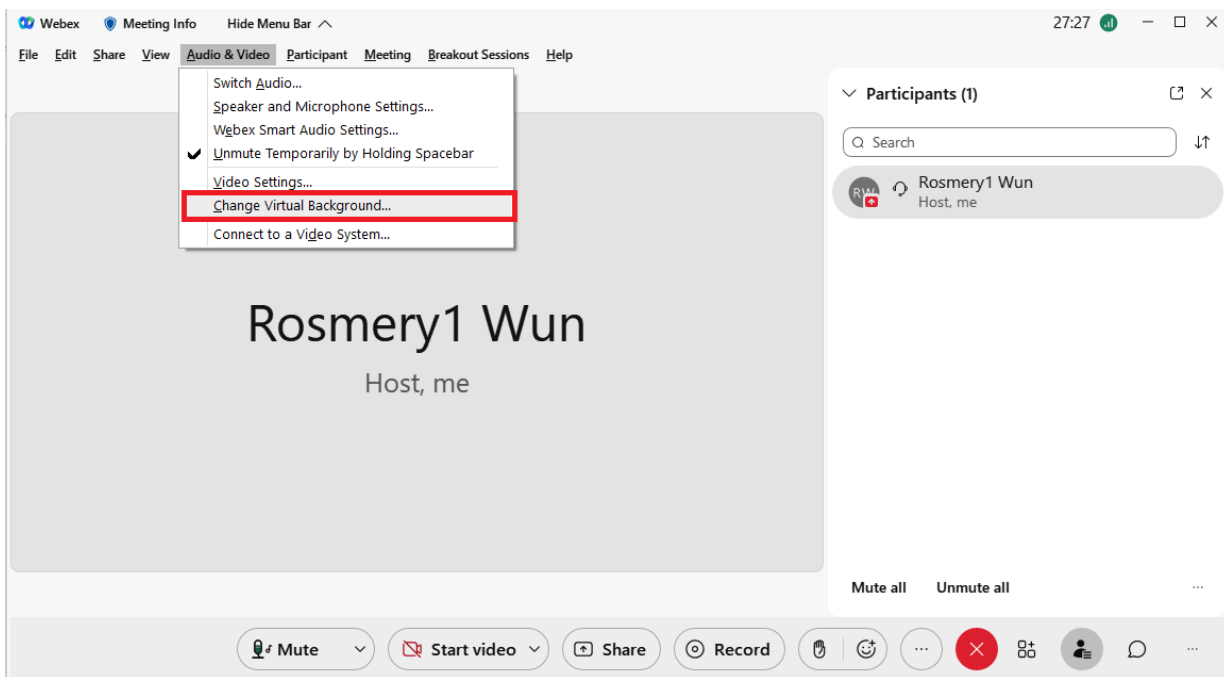 Webex Meeting Info Hide Menu Bar 27:27
File Edit Share View Audio & Video Participant Meeting Breakout Sessions Help
Switch Audio...
Speaker and Microphone Settings...
Webex Smart Audio Settings...
Unmute Temporarily by Holding Spacebar
Video Settings...
Change Virtual Background...
Connect to a Video System...
Rosmery1 Wun
Host, me
Participants (1)
Search
RW Rosmery1 Wun
Host, me
Mute all Unmute all ...
Mute Start video Share Record ... ...